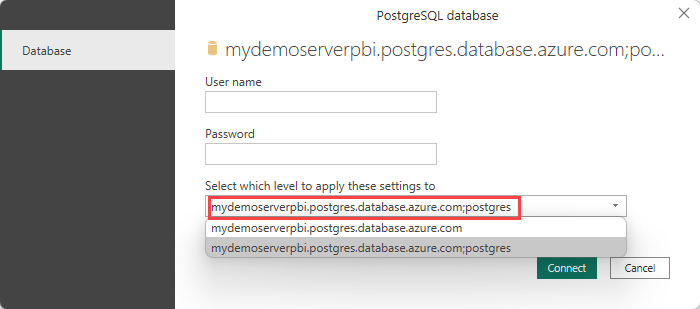 PostgreSQL database
Database
mydemoserverpbi.postgres.database.azure.com;po...
User name
Password
Select which level to apply these settings to
mydemoserverpbi.postgres.database.azure.com;postgres
mydemoserverpbi.postgres.database.azure.com
mydemoserverpbi.postgres.database.azure.com;postgres
Connect
Cancel